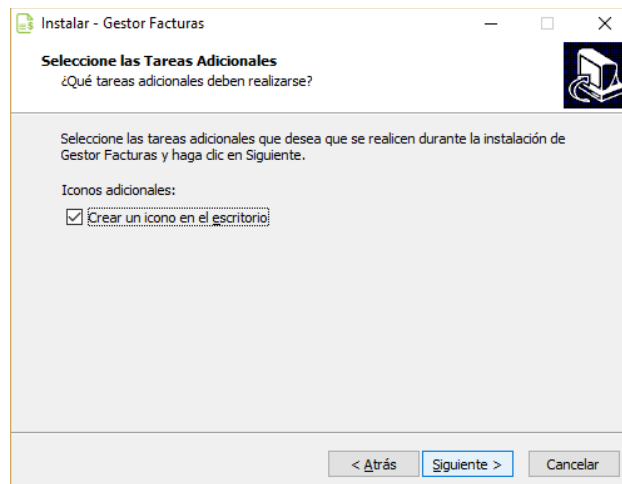 Instalar - Gestor Facturas
Seleccione las Tareas Adicionales
¿Qué tareas adicionales deben realizarse?
Seleccione las tareas adicionales que desea que se realicen durante la instalación de
Gestor Facturas y haga clic en Siguiente.
Iconos adicionales:
Crear un icono en el escritorio
< Atrás Siguiente > Cancelar